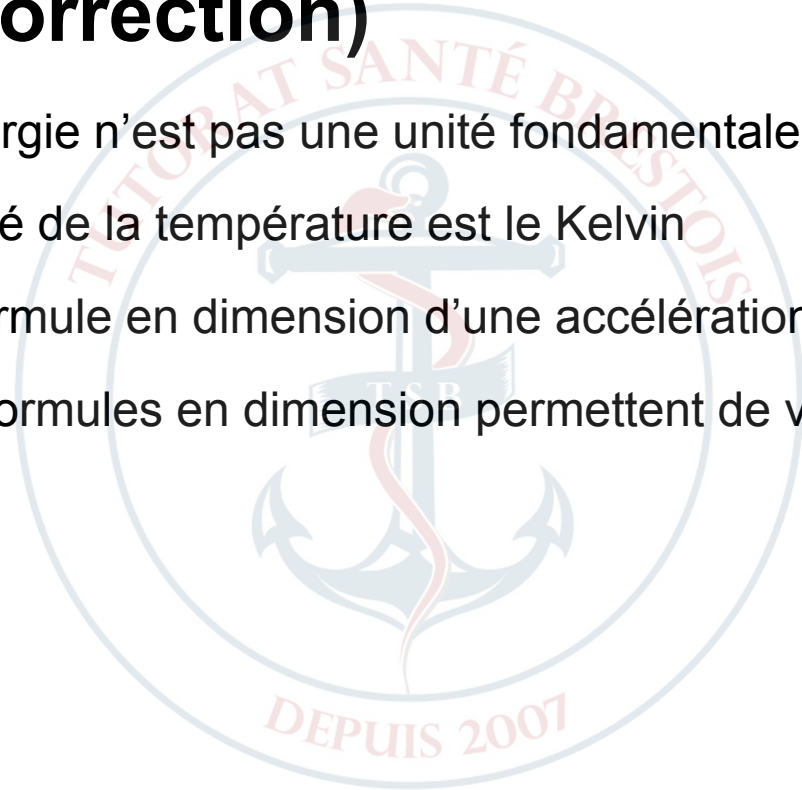 orrection)
rgie n’est pas une unité fondamentale
é de la température est le Kelvin
rmule en dimension d’une accélération
ormules en dimension permettent de v
TUTORAT SANTÉ BRESTOIS
TSB
DEPUIS 2007